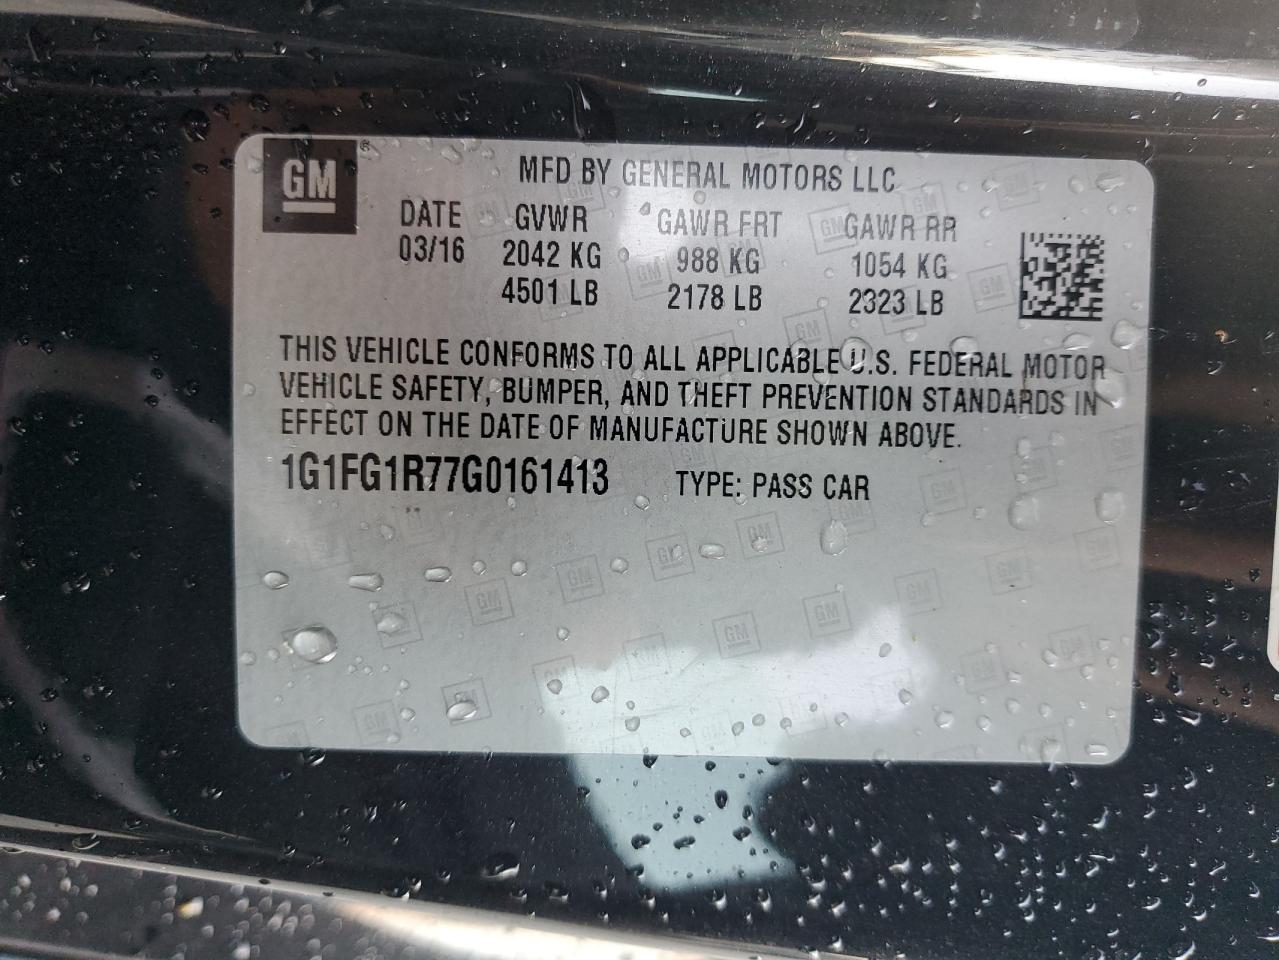 GM ®
MFD BY GENERAL MOTORS LLC
DATE GVWR GAWR FRT GAWR RR
03/16 2042 KG 988 KG 1054 KG
4501 LB 2178 LB 2323 LB
THIS VEHICLE CONFORMS TO ALL APPLICABLE U.S. FEDERAL MOTOR
VEHICLE SAFETY, BUMPER, AND THEFT PREVENTION STANDARDS IN
EFFECT ON THE DATE OF MANUFACTURE SHOWN ABOVE.
1G1FG1R77G0161413 TYPE: PASS CAR